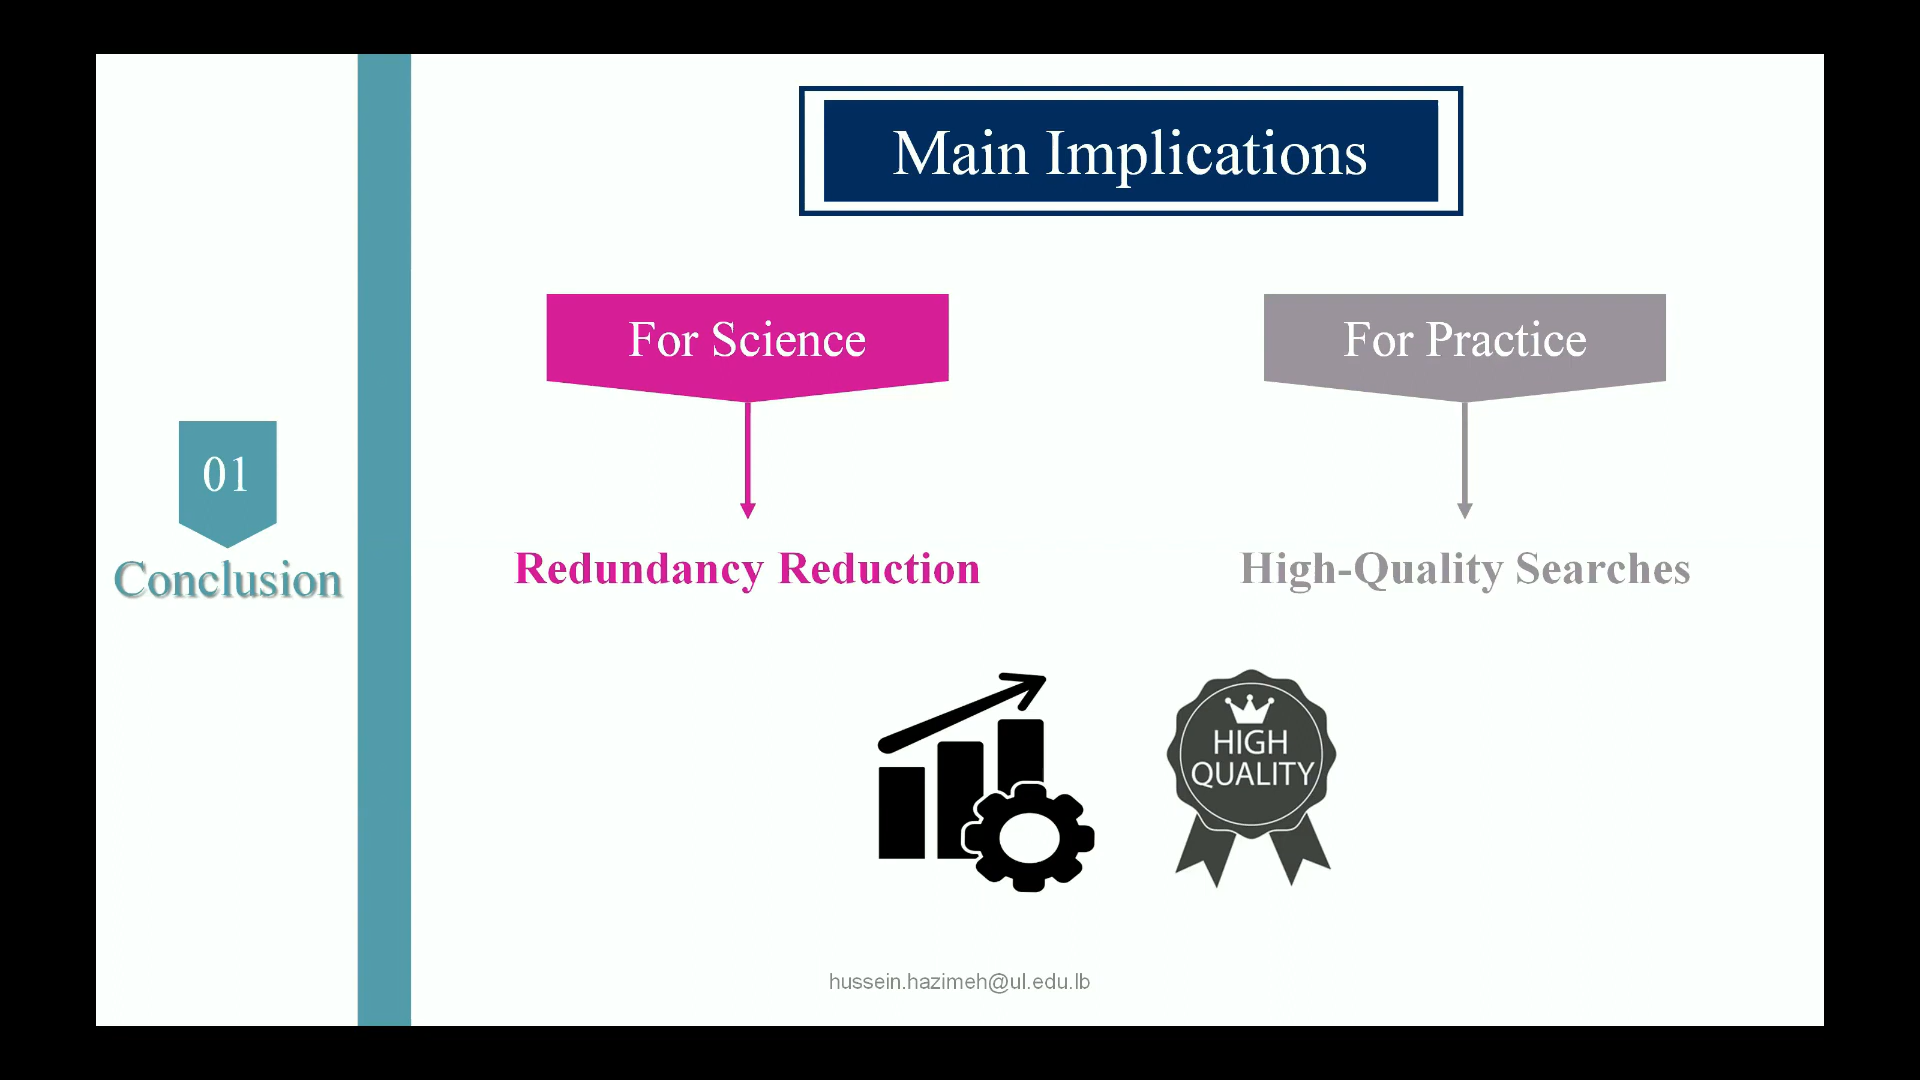 Main Implications
For Science
For Practice
01
Conclusion
Redundancy Reduction
High-Quality Searches
HIGH
QUALITY
hussein.hazimeh@ul.edu.lb